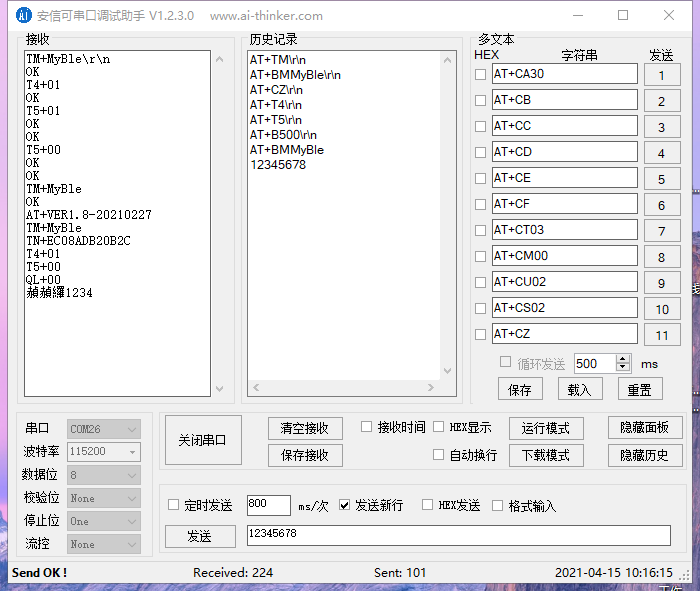 安信可串口调试助手 V1.2.3.0 www.ai-thinker.com
接收
TM+MyBle\r\n
OK
T4+01
OK
T5+01
OK
OK
T5+00
OK
OK
TM+MyBle
OK
AT+VER1.8-20210227
TM+MyBle
TN+EC08ADB20B2C
T4+01
T5+00
QL+00
1234
历史记录
AT+TM\r\n
AT+BMMyBle\r\n
AT+CZ\r\n
AT+T4\r\n
AT+T5\r\n
AT+B500\r\n
AT+BMMyBle
12345678
多文本
HEX 字符串 发送
AT+CA30 1
AT+CB 2
AT+CC 3
AT+CD 4
AT+CE 5
AT+CF 6
AT+CT03 7
AT+CM00 8
AT+CU02 9
AT+CS02 10
AT+CZ 11
循环发送 500 ms
保存 载入 重置
串口 COM26
波特率 115200
数据位 8
校验位 None
停止位 One
流控 None
关闭串口
清空接收 接收时间 HEX显示 运行模式 隐藏面板
保存接收 自动换行 下载模式 隐藏历史
定时发送 800 ms/次 发送新行 HEX发送 格式输入
发送 12345678
Send OK ! Received: 224 Sent: 101 2021-04-15 10:16:15